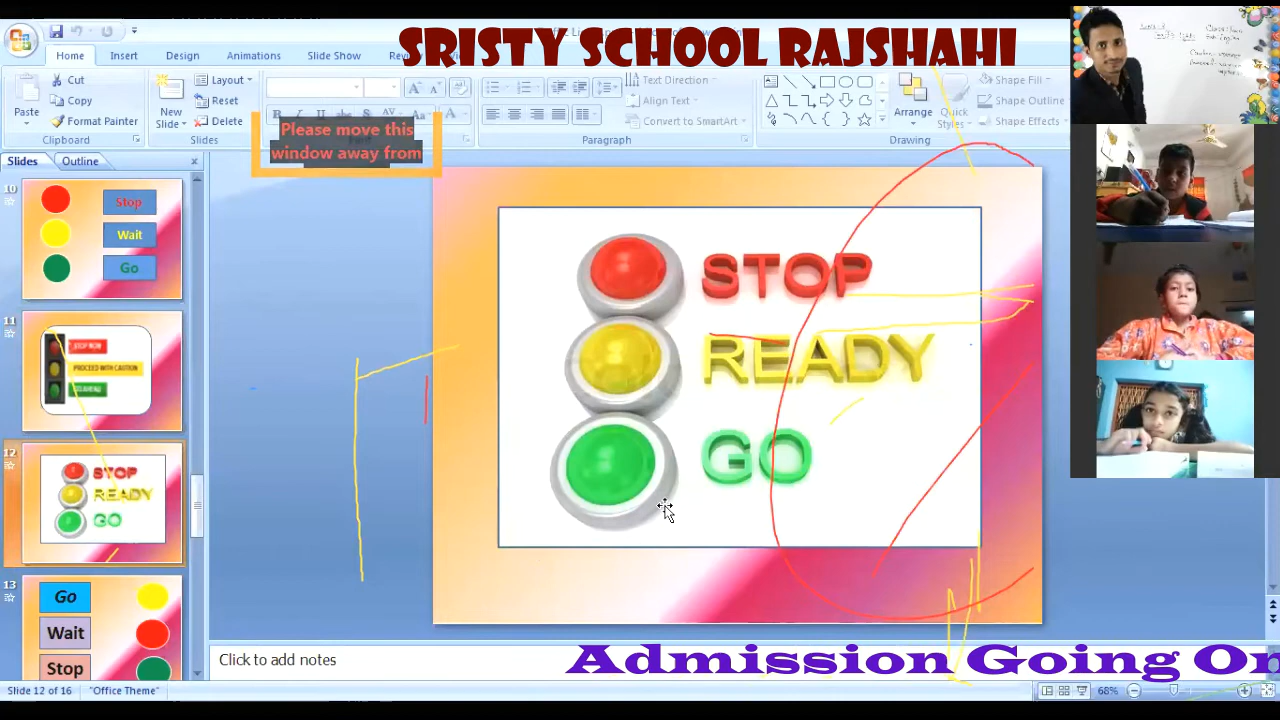 SRISTY SCHOOL RAJSHAHI
Home Insert Design Animations Slide Show
Cut
Copy
Format Painter
Paste
Clipboard
New Slide
Layout
Reset
Delete
Slides
Text Direction
Align Text
Convert to SmartArt
Paragraph
Arrange
Quick Styles
Shape Fill
Shape Outline
Shape Effects
Drawing
Please move this
window away from
Slides Outline
10
Stop
Wait
Go
11
STOP NOW
PROCEED WITH CAUTION
12
STOP
READY
GO
13
Go
Wait
Stop
STOP
READY
GO
Click to add notes
Admission Going On
Slide 12 of 16 "Office Theme" 68%